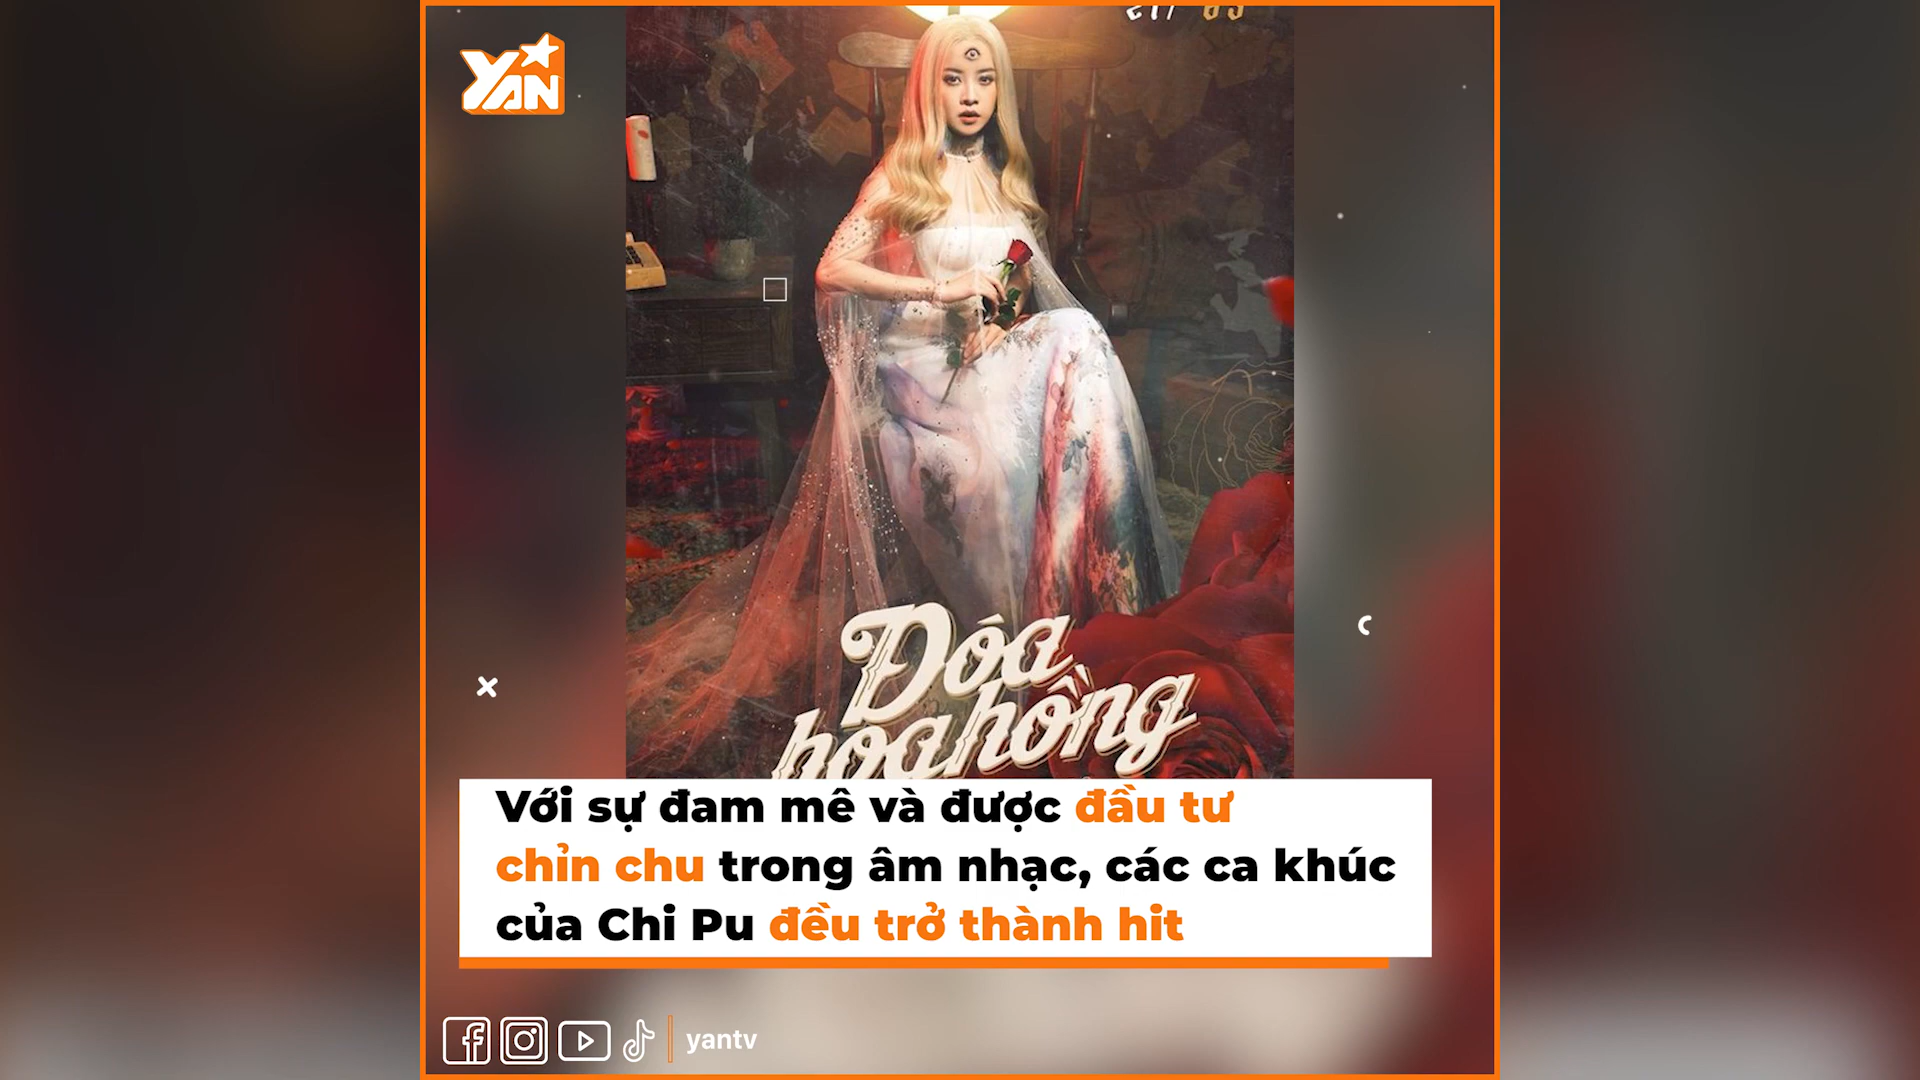 YAN
Đóa
hoa hồng
Với sự đam mê và được đầu tư
chỉn chu trong âm nhạc, các ca khúc
của Chi Pu đều trở thành hit
yantv